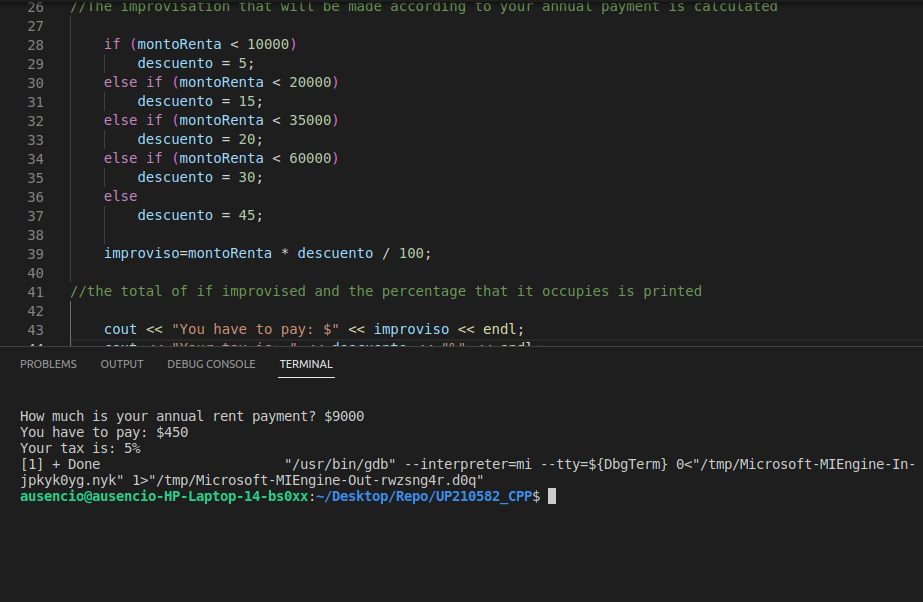 26 //The improvisation that will be made according to your annual payment is calculated
27
28 if (montoRenta < 10000)
29 descuento = 5;
30 else if (montoRenta < 20000)
31 descuento = 15;
32 else if (montoRenta < 35000)
33 descuento = 20;
34 else if (montoRenta < 60000)
35 descuento = 30;
36 else
37 descuento = 45;
38
39 improviso=montoRenta * descuento / 100;
40
41 //the total of if improvised and the percentage that it occupies is printed
42
43 cout << "You have to pay: $" << improviso << endl;
44 cout << "Your tax is: " << descuento << "%" << endl;
PROBLEMS OUTPUT DEBUG CONSOLE TERMINAL
How much is your annual rent payment? $9000
You have to pay: $450
Your tax is: 5%
[1] + Done "/usr/bin/gdb" --interpreter=mi --tty=${DbgTerm} 0<"/tmp/Microsoft-MIEngine-In-
jpkyk0yg.nyk" 1>"/tmp/Microsoft-MIEngine-Out-rwzsng4r.d0q"
ausencio@ausencio-HP-Laptop-14-bs0xx:~/Desktop/Repo/UP210582_CPP$